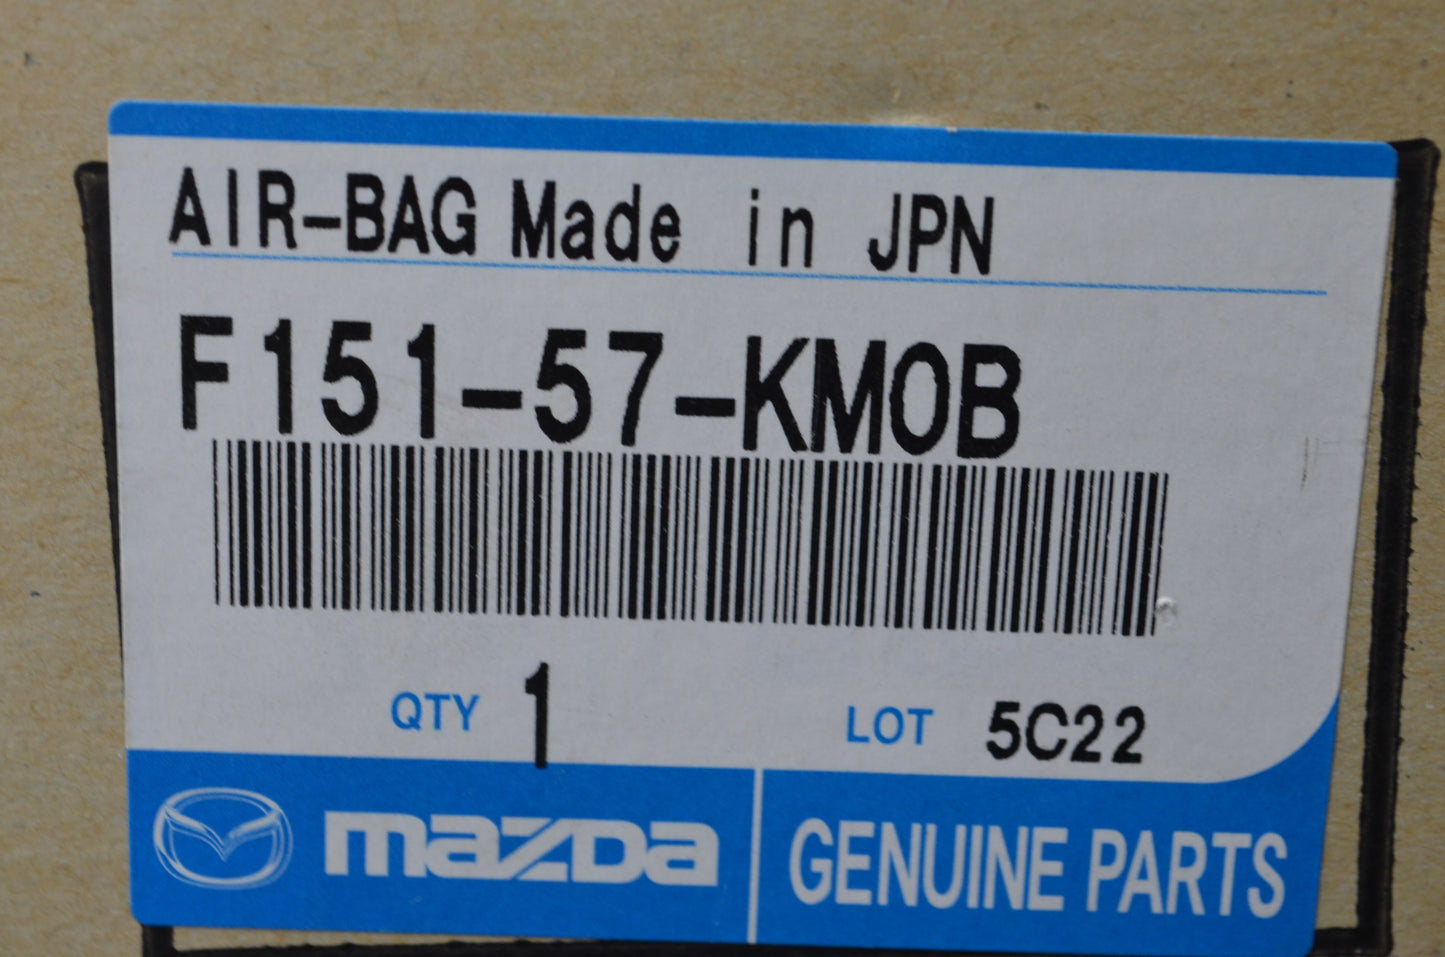 AIR-BAG Made in JPN
F151-57-KM0B
QTY 1 LOT 5C22
mazda GENUINE PARTS